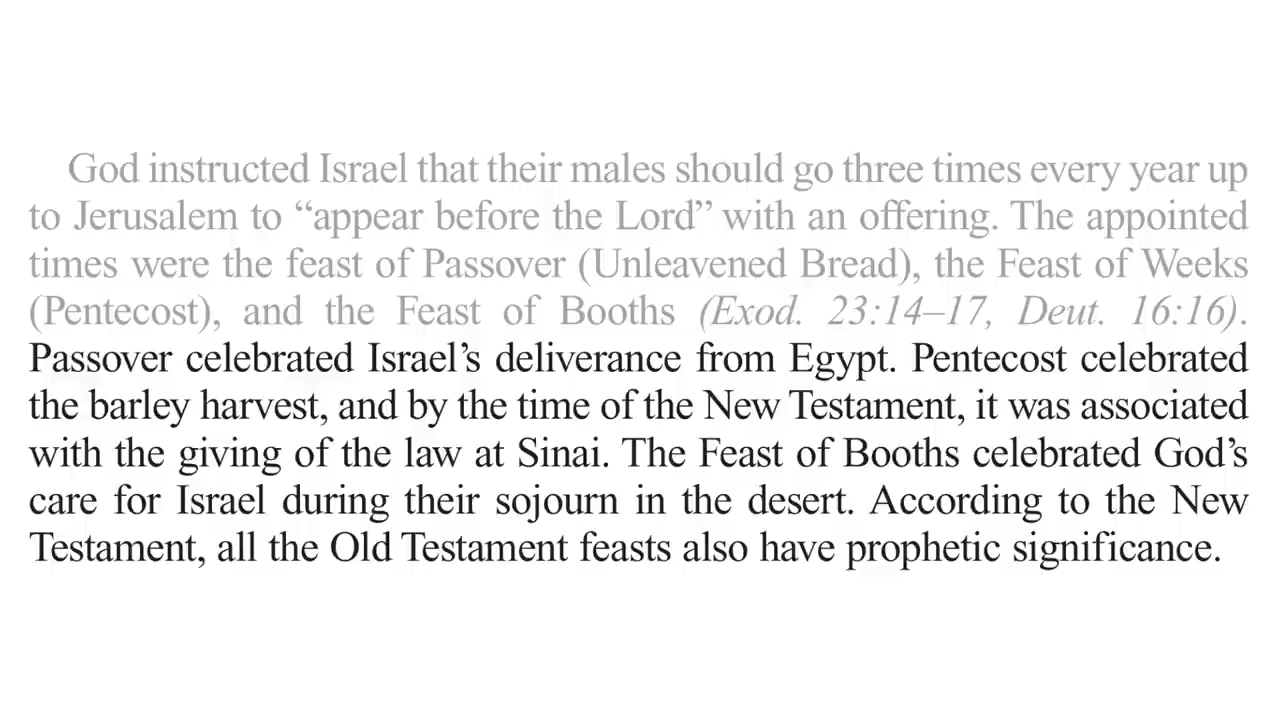 God instructed Israel that their males should go three times every year up
to Jerusalem to “appear before the Lord” with an offering. The appointed
times were the feast of Passover (Unleavened Bread), the Feast of Weeks
(Pentecost), and the Feast of Booths (Exod. 23:14–17, Deut. 16:16).
Passover celebrated Israel’s deliverance from Egypt. Pentecost celebrated
the barley harvest, and by the time of the New Testament, it was associated
with the giving of the law at Sinai. The Feast of Booths celebrated God’s
care for Israel during their sojourn in the desert. According to the New
Testament, all the Old Testament feasts also have prophetic significance.